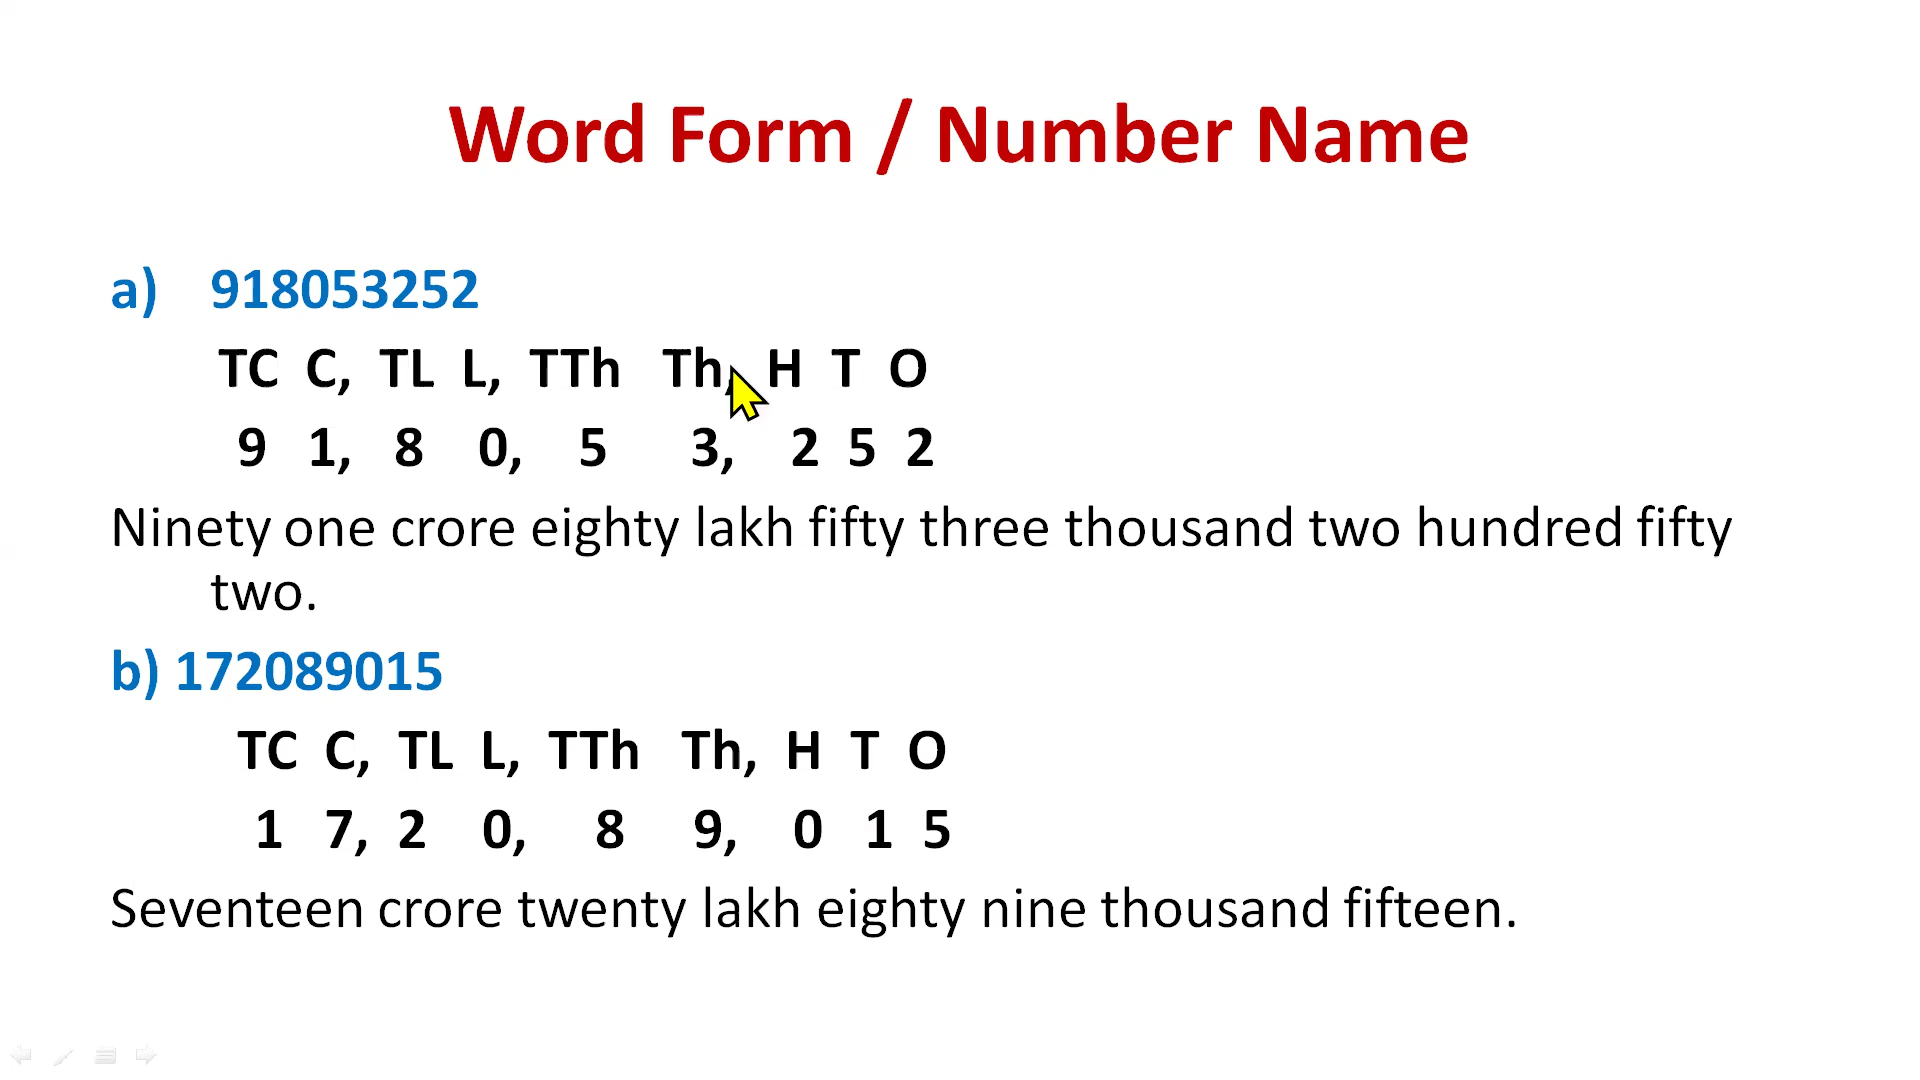 Word Form / Number Name
a) 918053252
TC C, TL L, TTh Th, H T O
9 1, 8 0, 5 3, 2 5 2
Ninety one crore eighty lakh fifty three thousand two hundred fifty
two.
b) 172089015
TC C, TL L, TTh Th, H T O
1 7, 2 0, 8 9, 0 1 5
Seventeen crore twenty lakh eighty nine thousand fifteen.